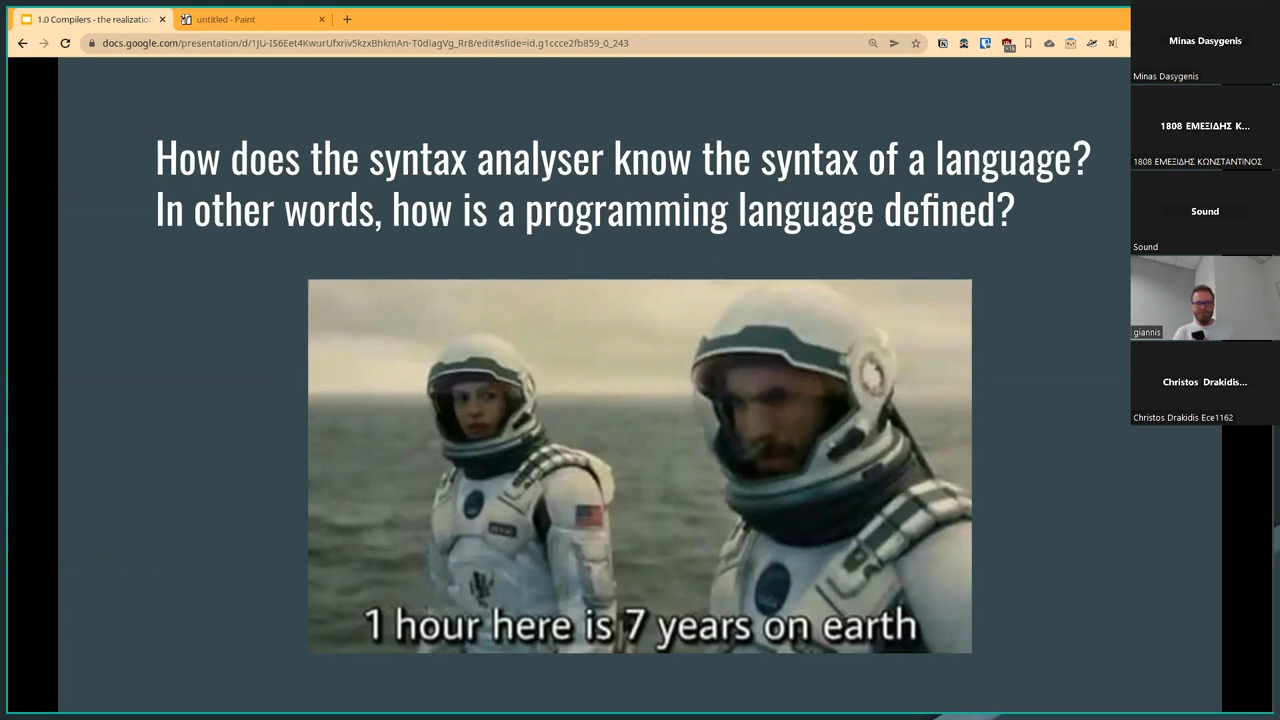 1.0 Compilers - the realization
untitled - Paint
docs.google.com/presentation/d/1JU-IS6Eet4KwurUfxriv5kzxBhkmAn-T0dlagVg_Rr8/edit#slide=id.g1ccce2fb859_0_243
How does the syntax analyser know the syntax of a language?
In other words, how is a programming language defined?
1 hour here is 7 years on earth
Minas Dasygenis
Minas Dasygenis
1808 ΕΜΕΞΙΔΗΣ Κ...
1808 ΕΜΕΞΙΔΗΣ ΚΩΝΣΤΑΝΤΙΝΟΣ
Sound
Sound
giannis
Christos Drakidis...
Christos Drakidis Ece1162